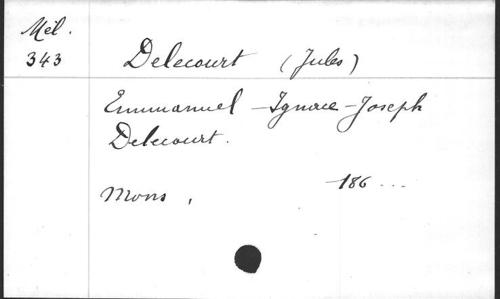 Mél.
343
Delecourt (Jules)
Emmanuel-Ignace-Joseph
Delecourt.
Mons, 186...